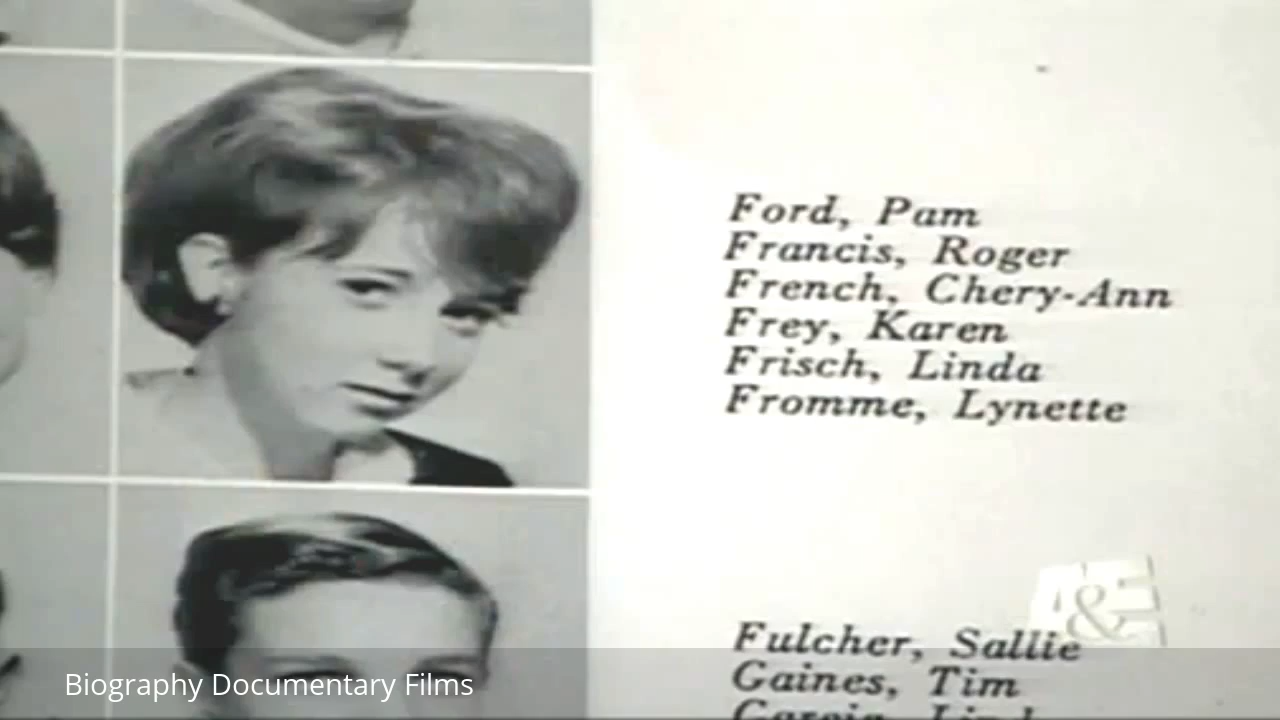 Ford, Pam
Francis, Roger
French, Chery-Ann
Frey, Karen
Frisch, Linda
Fromme, Lynette
A&E
Fulcher, Sallie
Gaines, Tim
Biography Documentary Films